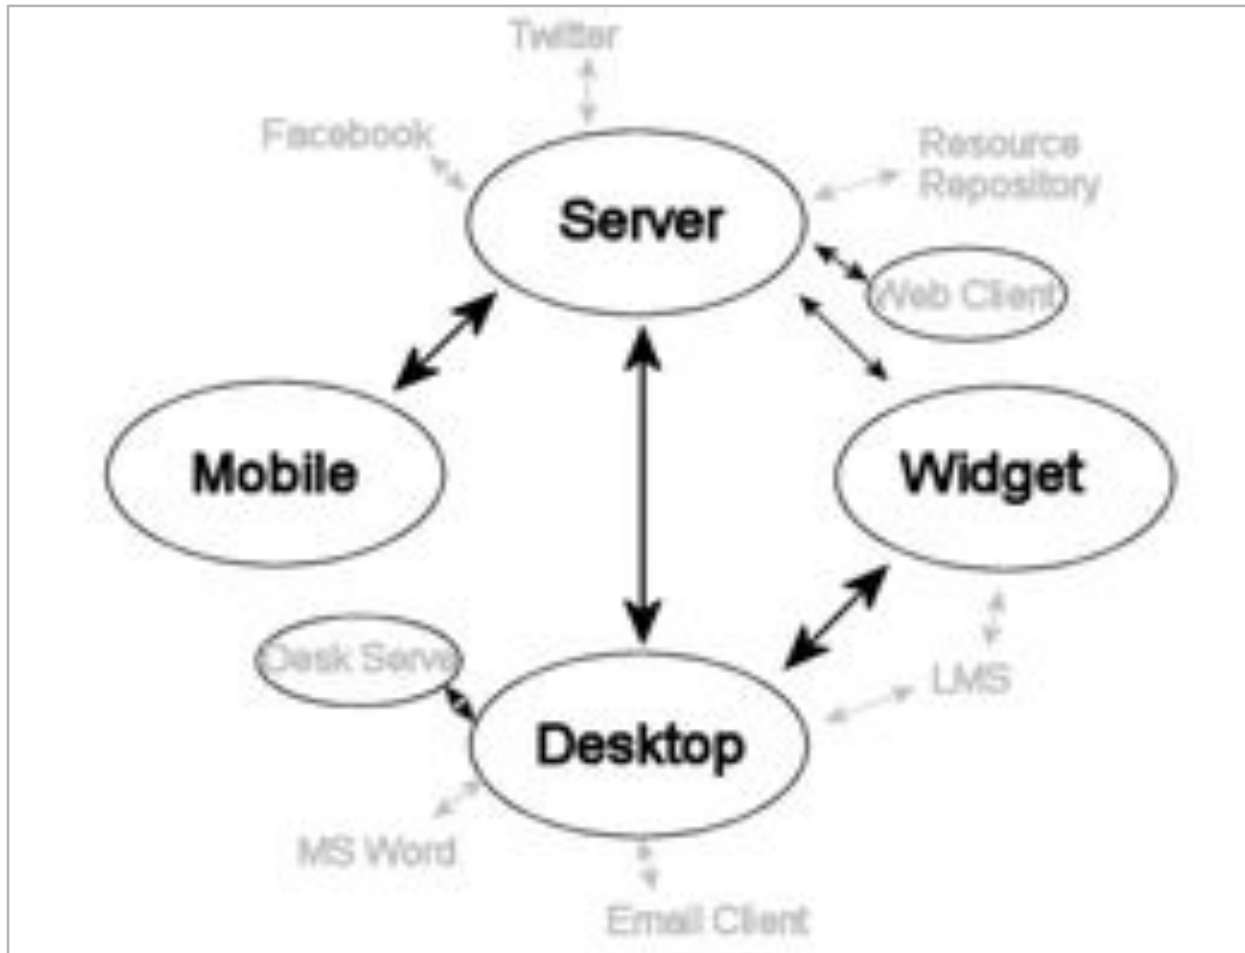 Twitter
Facebook
Resource
Repository
Server
Web Client
Mobile
Widget
Desk Serve
LMS
Desktop
MS Word
Email Client